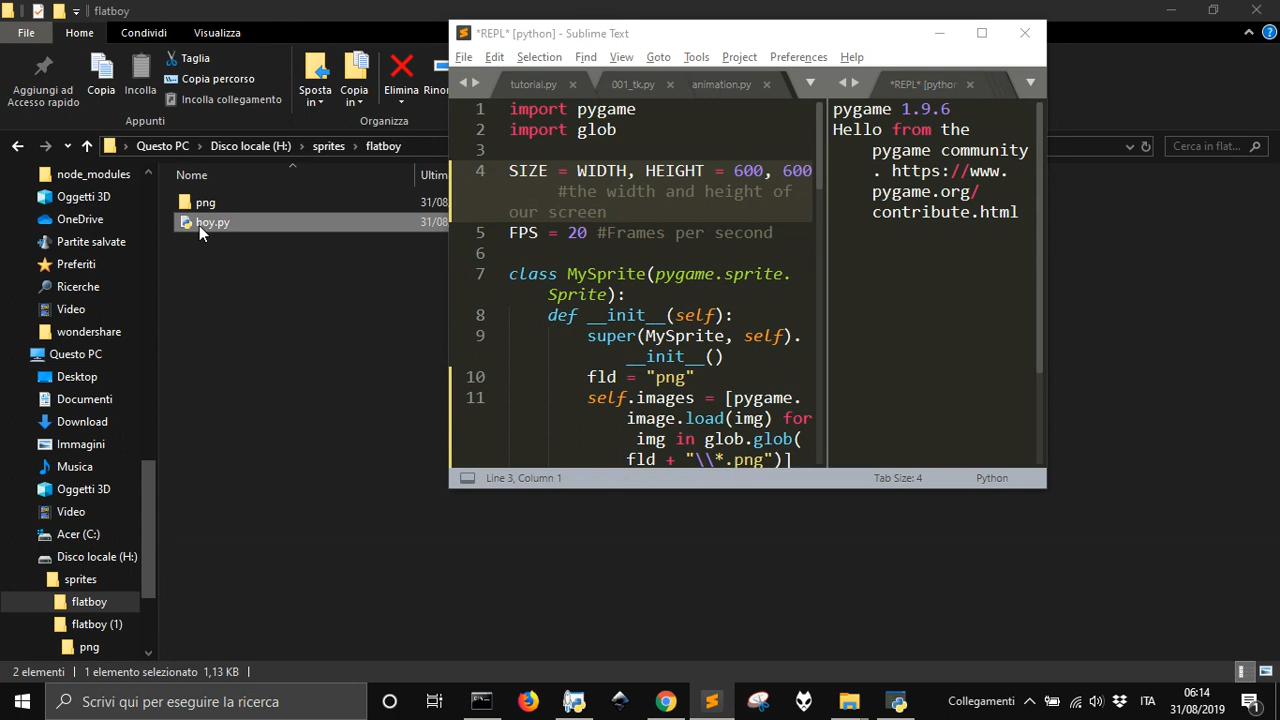 flatboy
File Home Condividi Visualizza
Aggiungi ad
Accesso rapido
Copia
Incolla
Taglia
Copia percorso
Incolla collegamento
Appunti
Sposta
in
Copia
in
Elimina
Rinor
Organizza
Questo PC Disco locale (H:) sprites flatboy
Cerca in flat...
Nome
Ultim
png 31/08
hoy.py 31/08
node_modules
Oggetti 3D
OneDrive
Partite salvate
Preferiti
Ricerche
Video
wondershare
Questo PC
Desktop
Documenti
Download
Immagini
Musica
Oggetti 3D
Video
Acer (C:)
Disco locale (H:)
sprites
flatboy
flatboy (1)
png
2 elementi 1 elemento selezionato 1,13 KB
*REPL* [python] - Sublime Text
File Edit Selection Find View Goto Tools Project Preferences Help
tutorial.py 001_tk.py animation.py
*REPL* [python
1 import pygame
2 import glob
3
4 SIZE = WIDTH, HEIGHT = 600, 600
#the width and height of
our screen
5 FPS = 20 #Frames per second
6
7 class MySprite(pygame.sprite.
Sprite):
8 def __init__(self):
9 super(MySprite, self).
__init__()
10 fld = "png"
11 self.images = [pygame.
image.load(img) for
img in glob.glob(
fld + "\\*.png")]
pygame 1.9.6
Hello from the
pygame community
. https://www.
pygame.org/
contribute.html
Line 3, Column 1 Tab Size: 4 Python
Scrivi qui per eseguire la ricerca
Collegamenti
ITA
06:14
31/08/2019
1